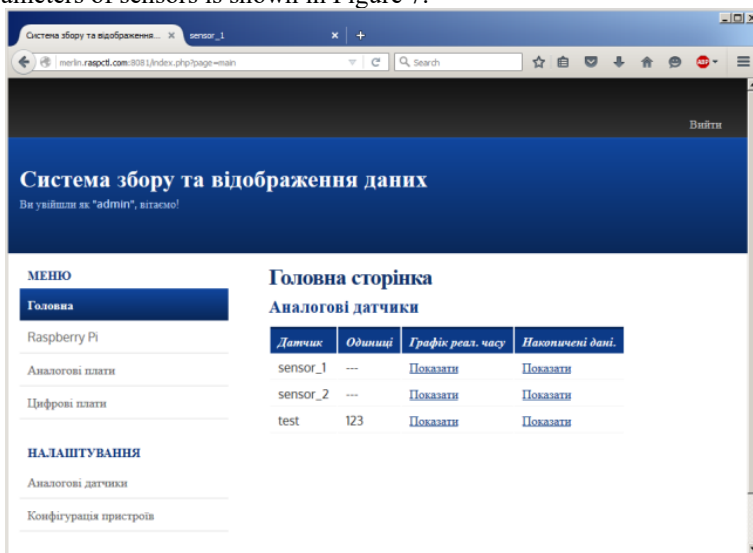 ameters of sensors is shown in Figure 7.
Система збору та відображення... × sensor_1 × +
merlin.raspctl.com:8081/index.php?page=main Search ABP
Вийти
Система збору та відображення даних
Ви увійшли як "admin", вітаємо!
МЕНЮ
Головна
Raspberry Pi
Аналогові плати
Цифрові плати
НАЛАШТУВАННЯ
Аналогові датчики
Конфігурація пристроїв
Головна сторінка
Аналогові датчики
Датчик Одиниці Графік реал. часу Накопичені дані.
sensor_1 --- Показати Показати
sensor_2 --- Показати Показати
test 123 Показати Показати